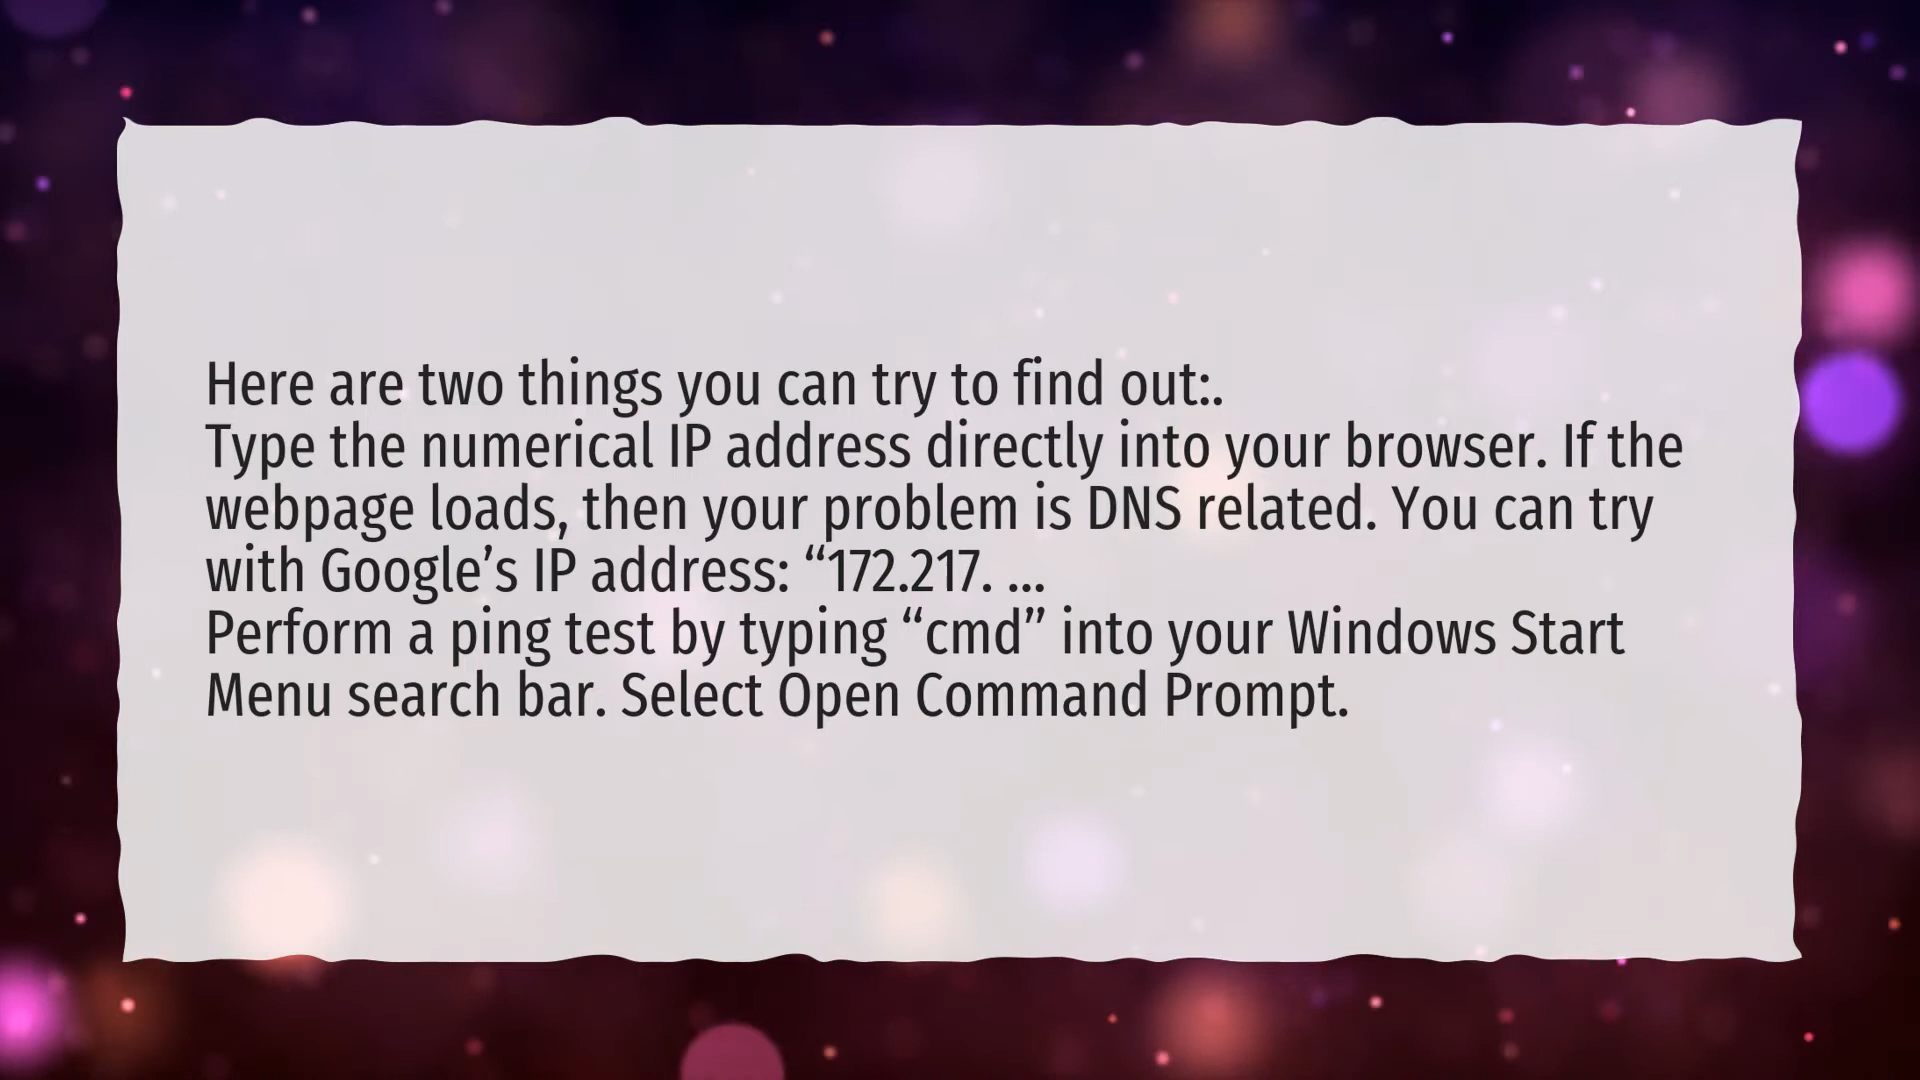 Here are two things you can try to find out:.
Type the numerical IP address directly into your browser. If the
webpage loads, then your problem is DNS related. You can try
with Google’s IP address: “172.217. ...
Perform a ping test by typing “cmd” into your Windows Start
Menu search bar. Select Open Command Prompt.